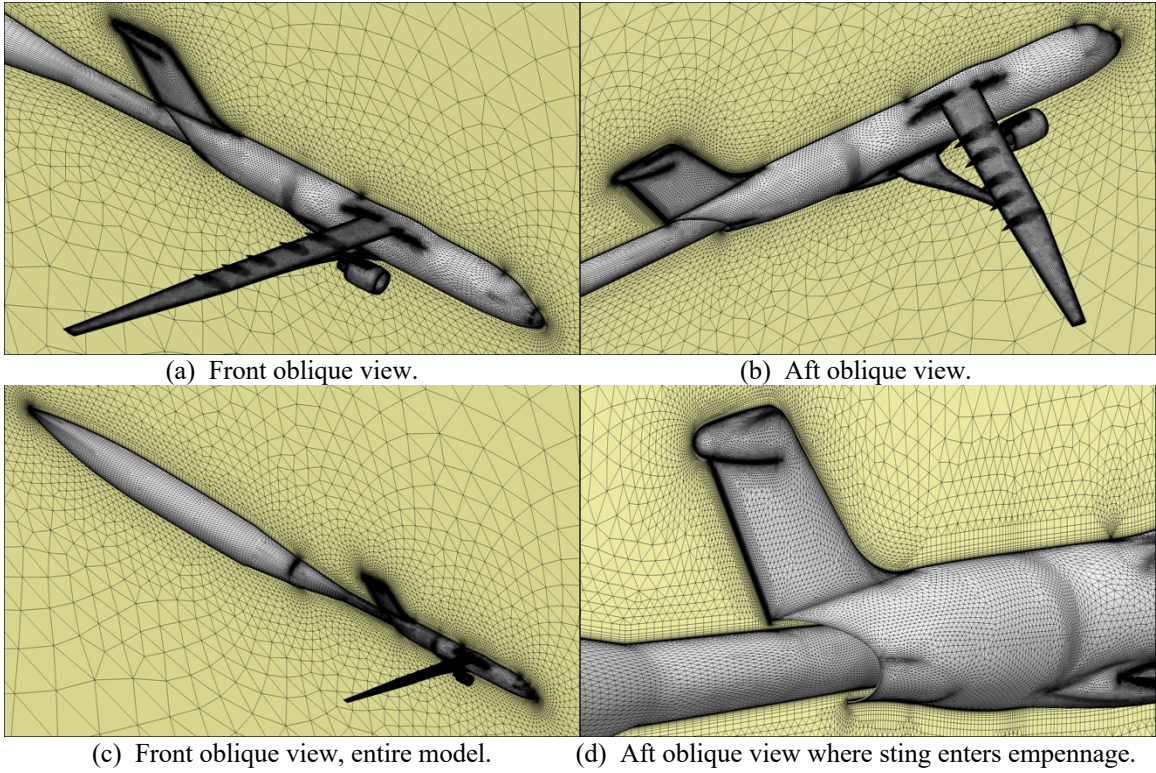 (a) Front oblique view.
(b) Aft oblique view.
(c) Front oblique view, entire model.
(d) Aft oblique view where sting enters empennage.